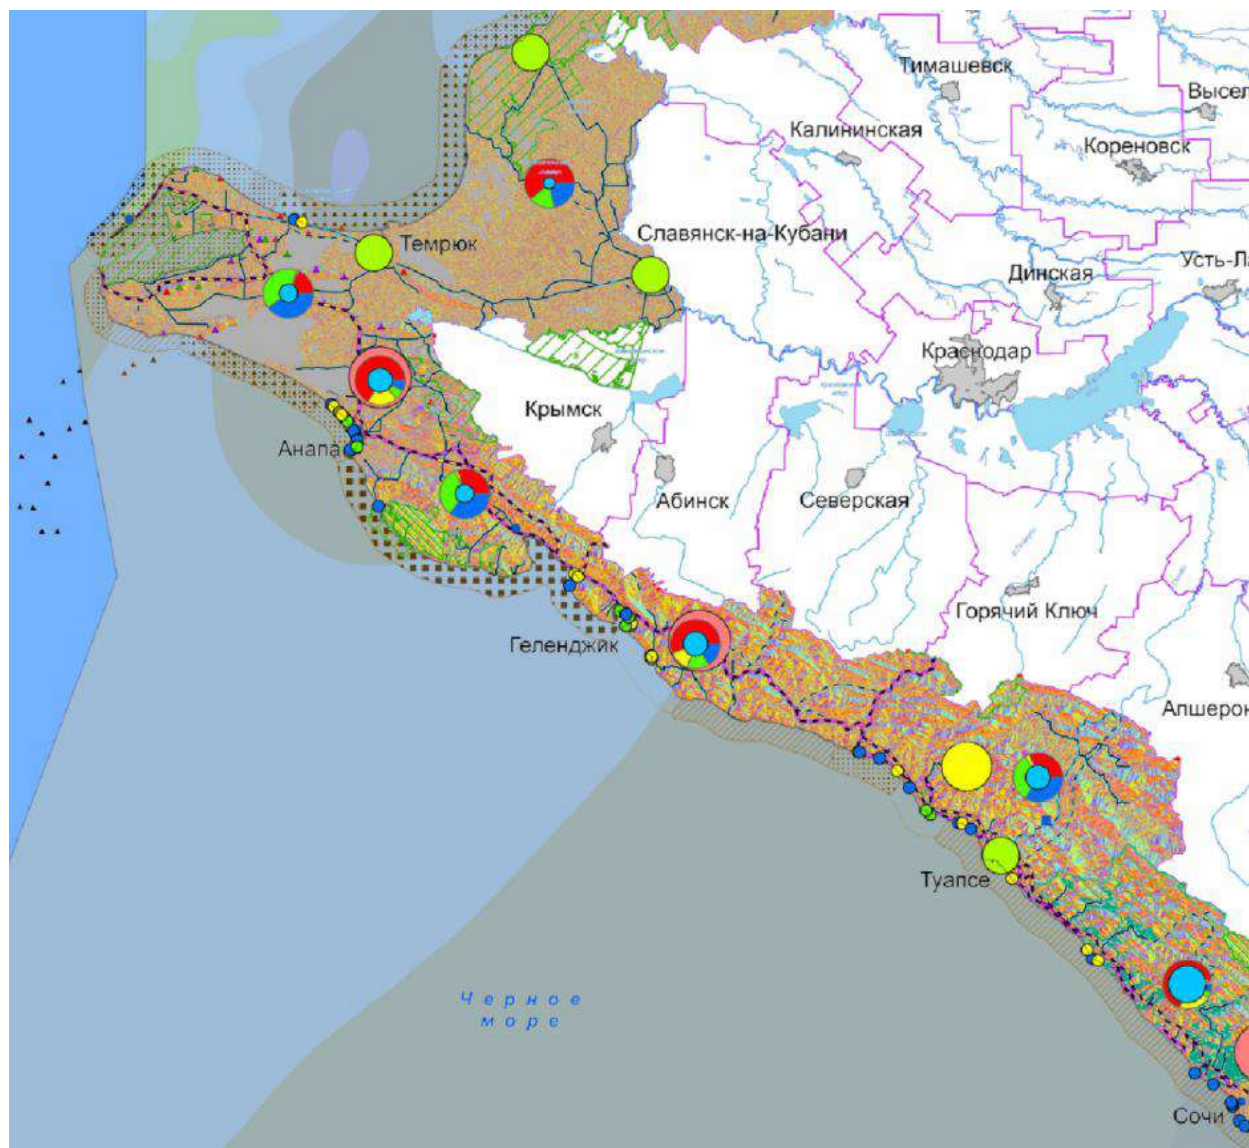 Тимашевск
Высел
Калининская
Кореновск
Темрюк
Славянск-на-Кубани
Динская
Усть-Ла
Краснодар
Крымск
Анапа
Абинск
Северская
Горячий Ключ
Геленджик
Апшерон
Туапсе
Черное
море
Сочи